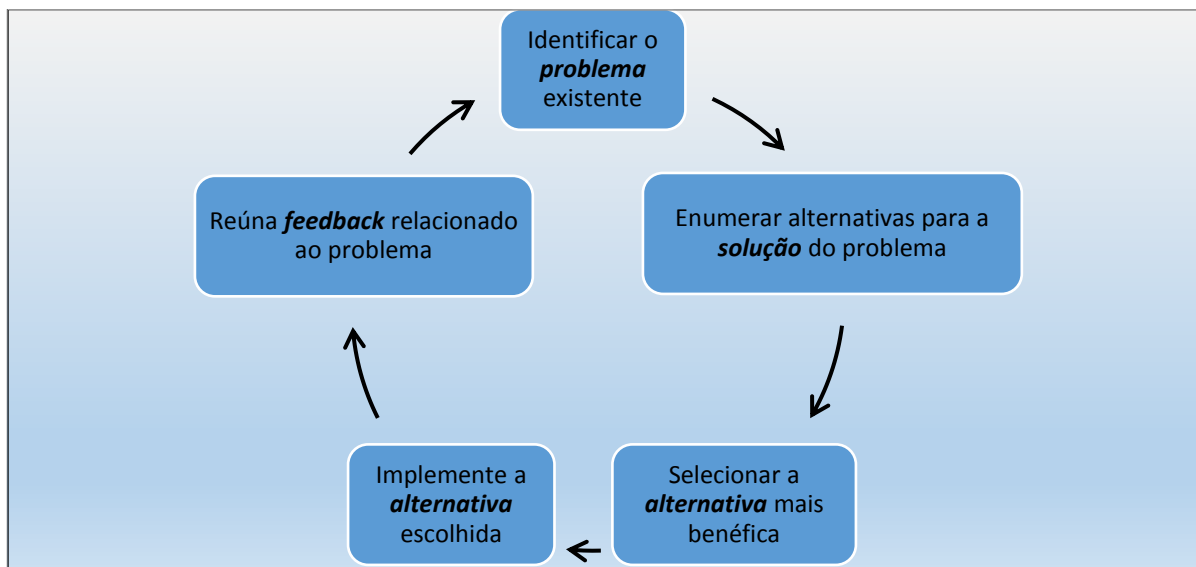 Identificar o
problema
existente
Enumerar alternativas para a
solução do problema
Selecionar a
alternativa mais
benéfica
Implemente a
alternativa
escolhida
Reúna feedback relacionado
ao problema